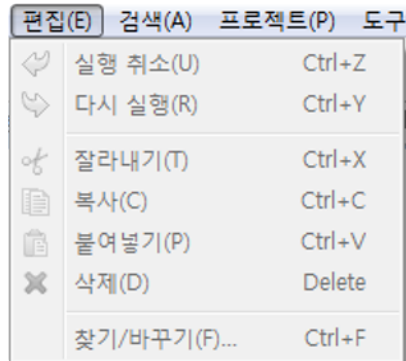 편집(E) 검색(A) 프로젝트(P) 도구
실행 취소(U) Ctrl+Z
다시 실행(R) Ctrl+Y
잘라내기(T) Ctrl+X
복사(C) Ctrl+C
붙여넣기(P) Ctrl+V
삭제(D) Delete
찾기/바꾸기(F)... Ctrl+F